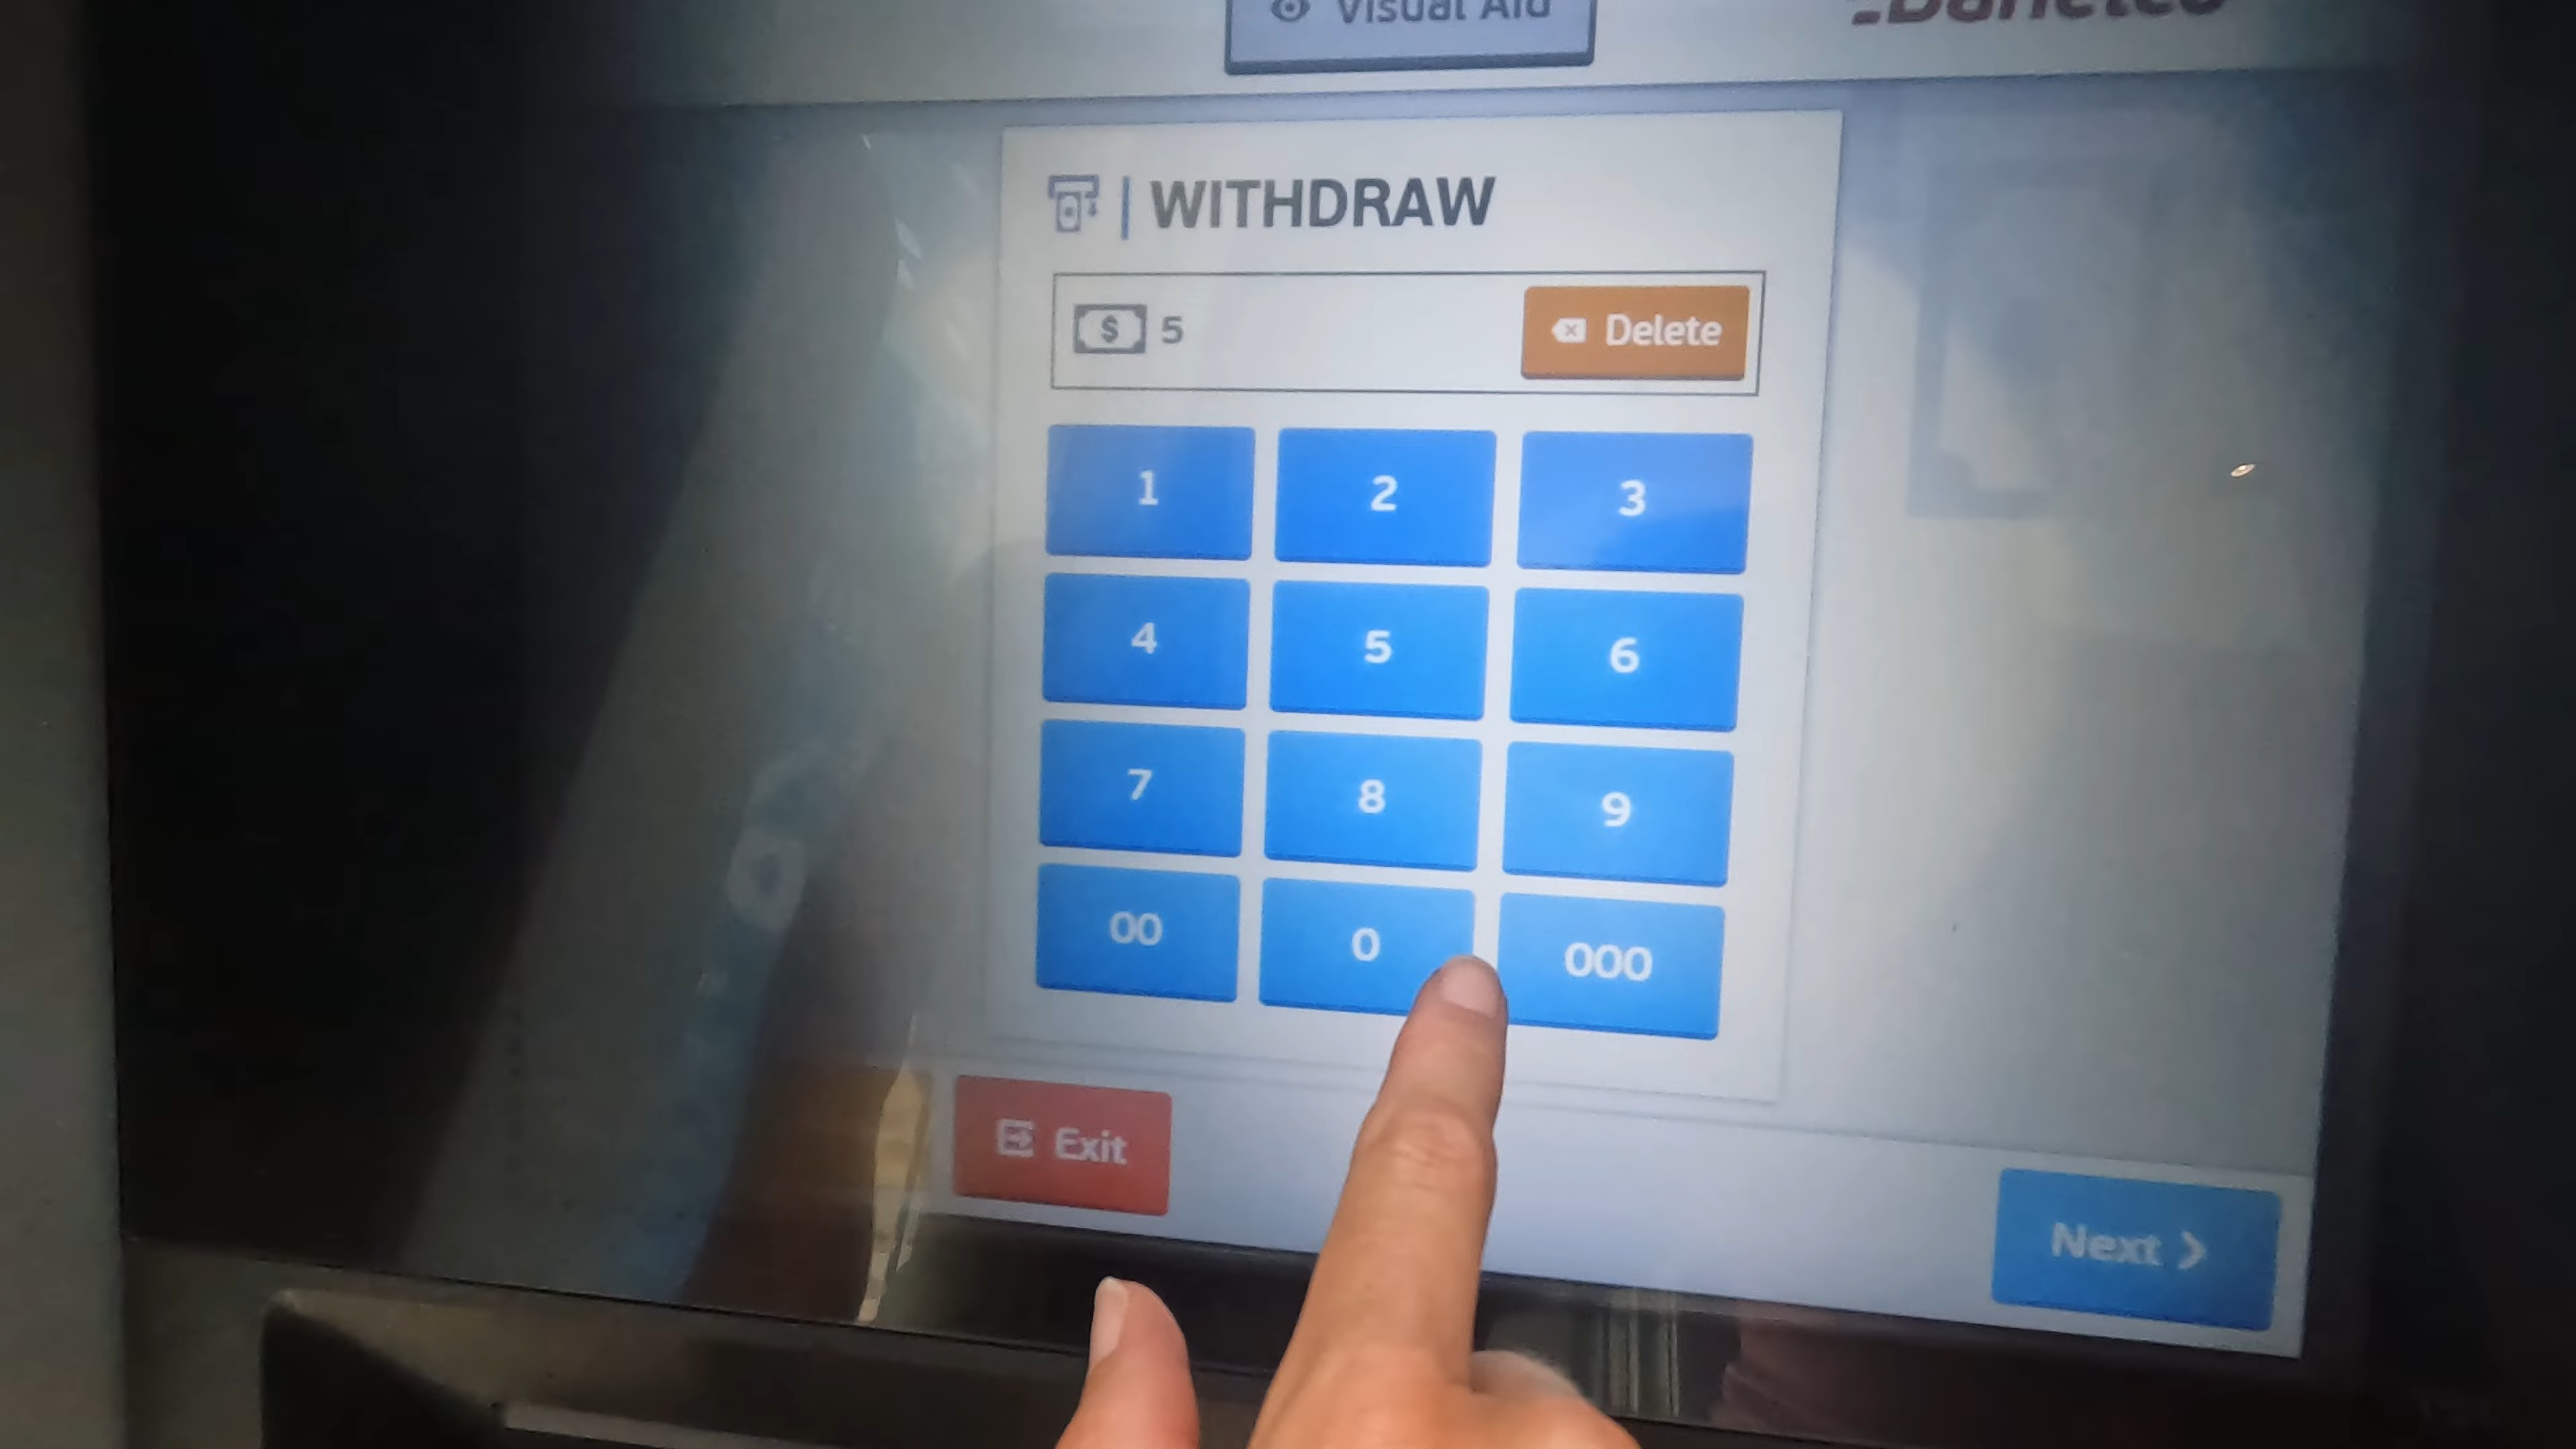 Visual Aid
WITHDRAW
$ 5
Delete
1 2 3
4 5 6
7 8 9
00 0 000
Exit
Next